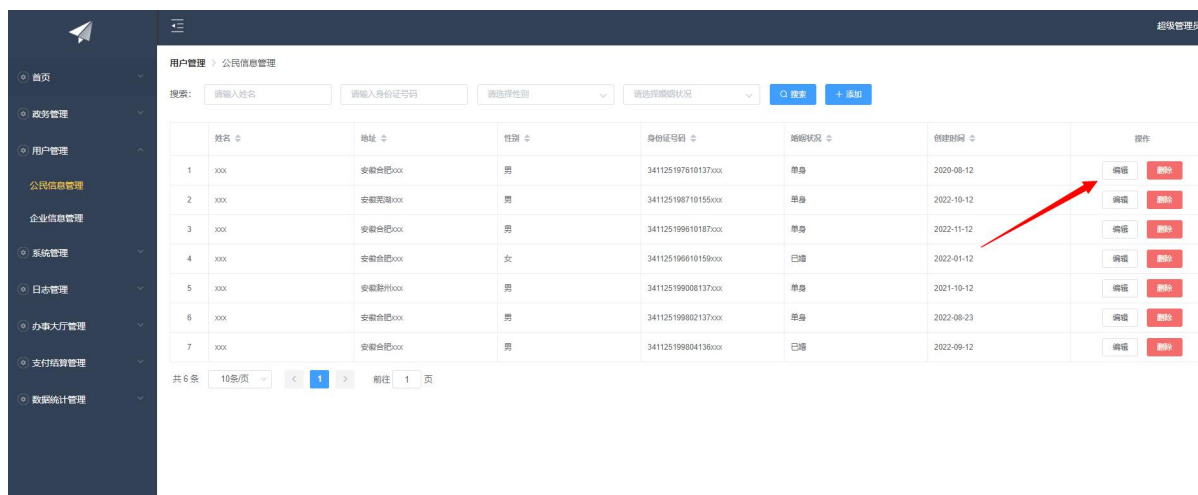 超级管理员
首页
政务管理
用户管理
公民信息管理
企业信息管理
系统管理
日志管理
办事大厅管理
支付结算管理
数据统计管理
用户管理 > 公民信息管理
搜索: 请输入姓名 请输入身份证号码 请选择性别 请选择婚姻状况 搜索 + 添加
姓名 地址 性别 身份证号码 婚姻状况 创建时间 操作
1 xxx 安徽合肥xxx 男 341125197610137xxx 单身 2020-08-12 编辑 删除
2 xxx 安徽芜湖xxx 男 341125198710155xxx 单身 2022-10-12 编辑 删除
3 xxx 安徽合肥xxx 男 341125199610187xxx 单身 2022-11-12 编辑 删除
4 xxx 安徽合肥xxx 女 341125196610159xxx 已婚 2022-01-12 编辑 删除
5 xxx 安徽滁州xxx 男 341125199008137xxx 单身 2021-10-12 编辑 删除
6 xxx 安徽合肥xxx 男 341125199802137xxx 单身 2022-08-23 编辑 删除
7 xxx 安徽合肥xxx 男 341125199804136xxx 已婚 2022-09-12 编辑 删除
共 6 条 10条/页 < 1 > 前往 1 页